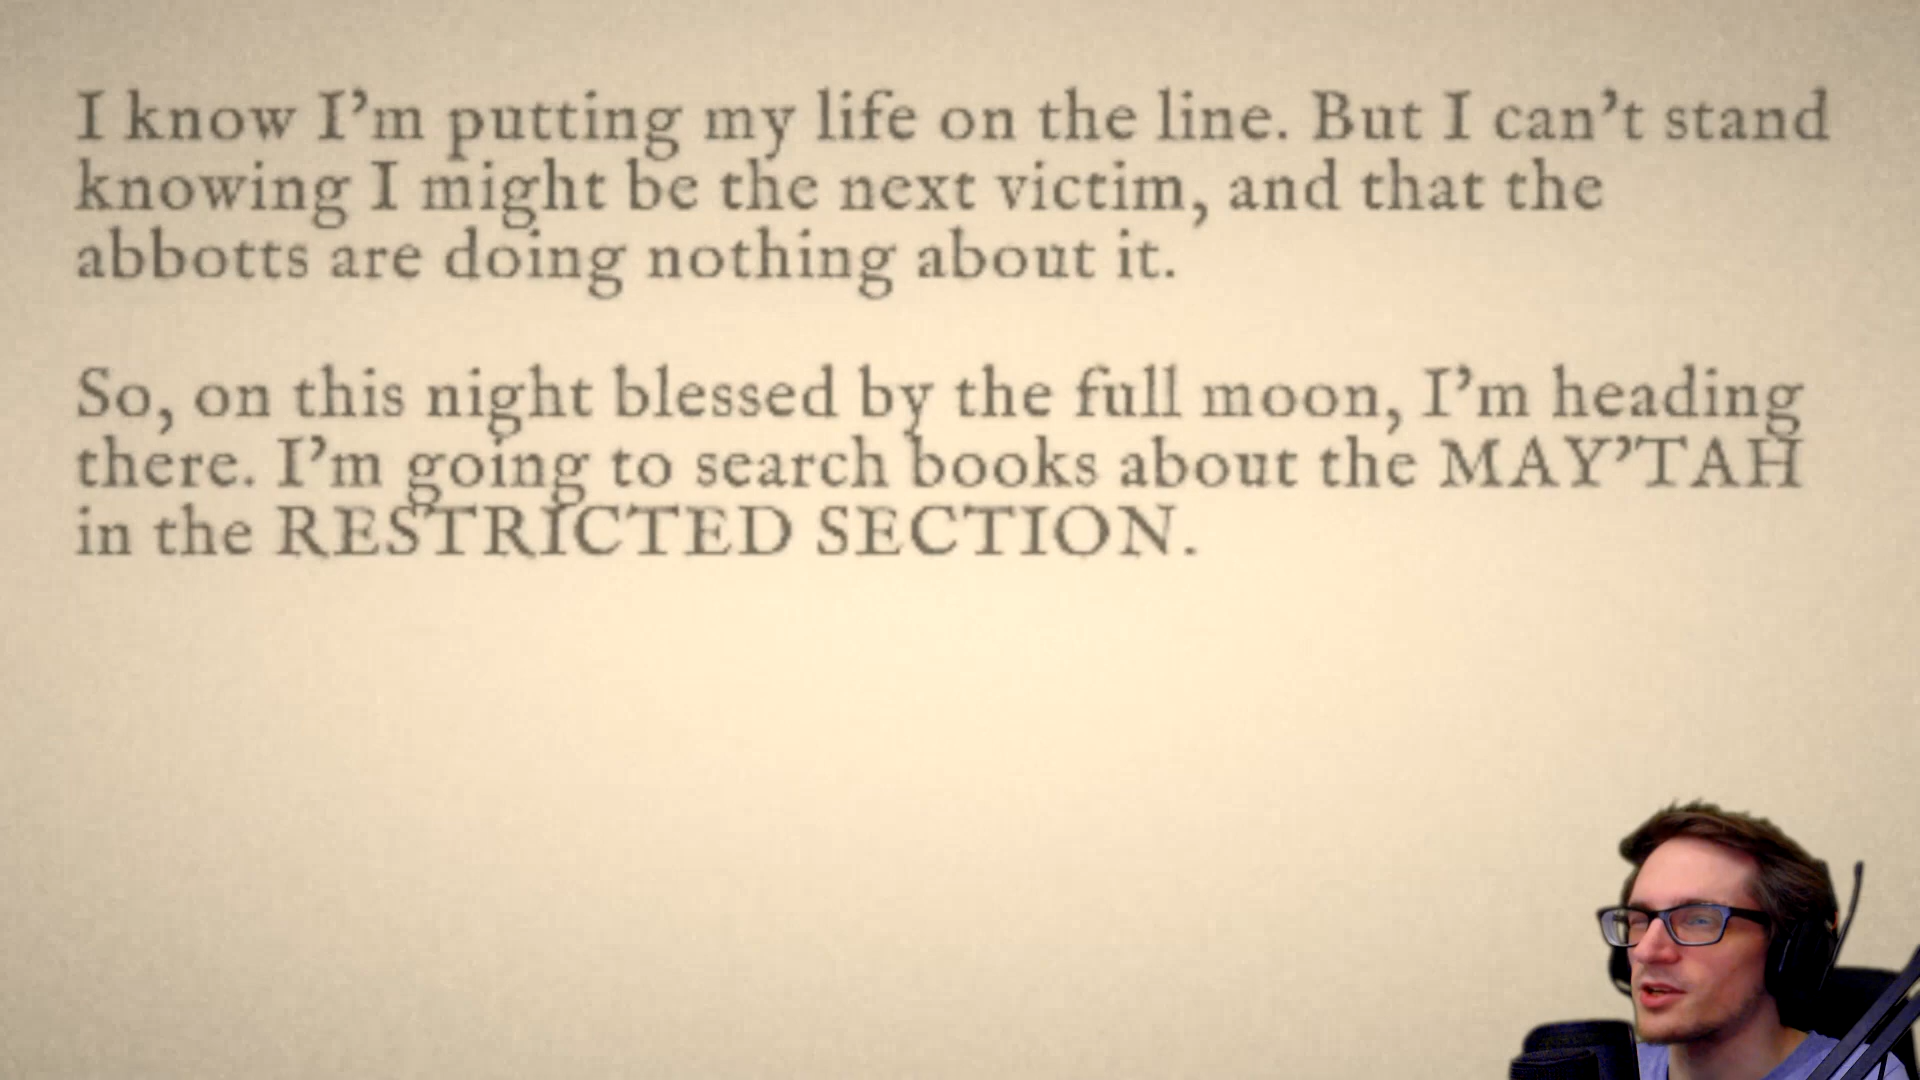 I know I’m putting my life on the line. But I can’t stand
knowing I might be the next victim, and that the
abbotts are doing nothing about it.
So, on this night blessed by the full moon, I’m heading
there. I’m going to search books about the MAY’TAH
in the RESTRICTED SECTION.